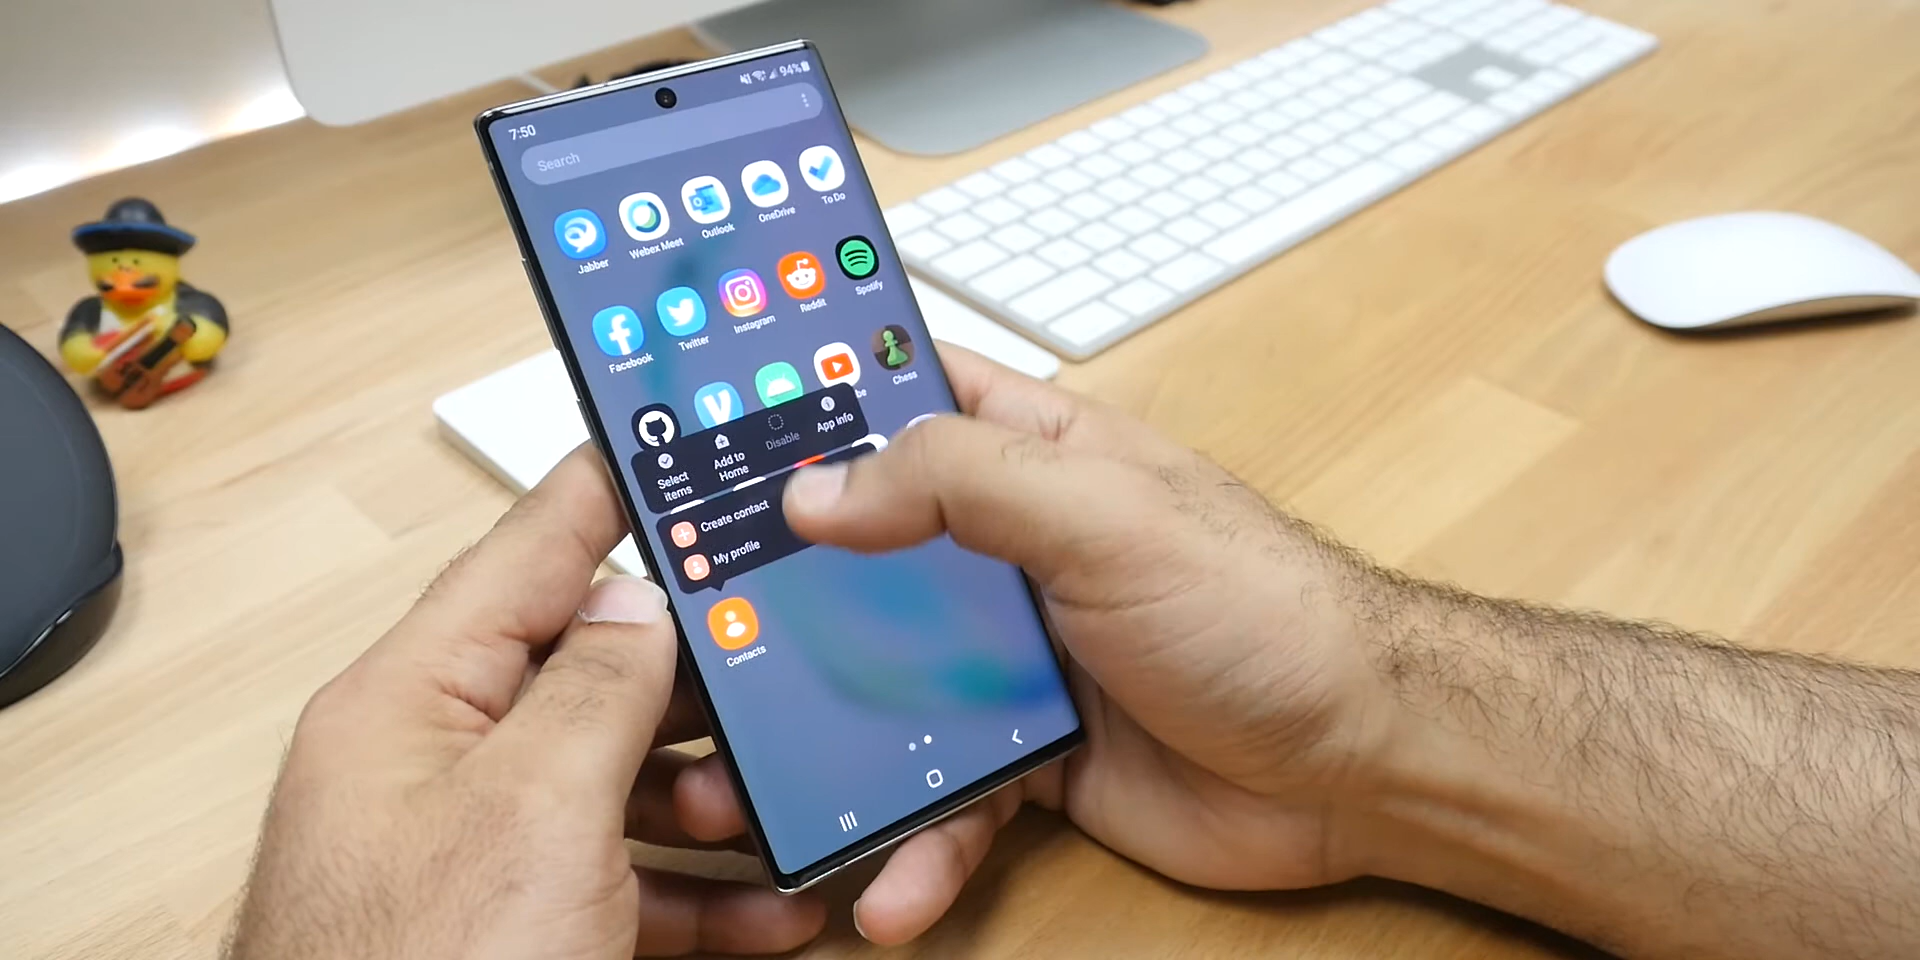 7:50
94%
Search
Jabber
Webex Meet
Outlook
OneDrive
To Do
Facebook
Twitter
Instagram
Reddit
Spotify
be
Chess
Select
items
Add to
Home
Disable
App info
Create contact
My profile
Contacts